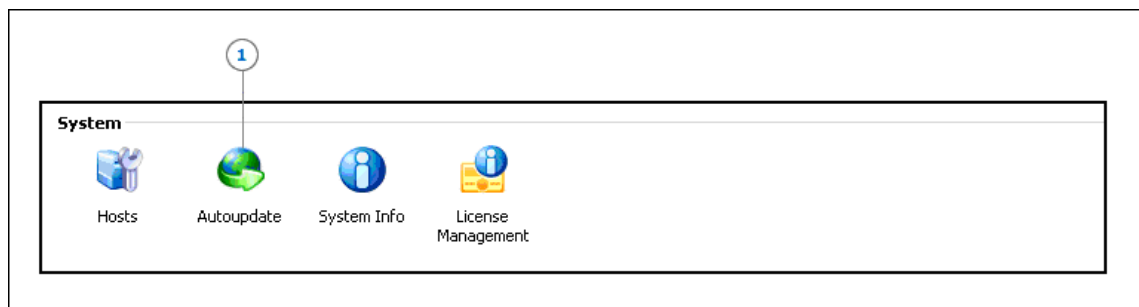 1
System
Hosts
Autoupdate
System Info
License
Management